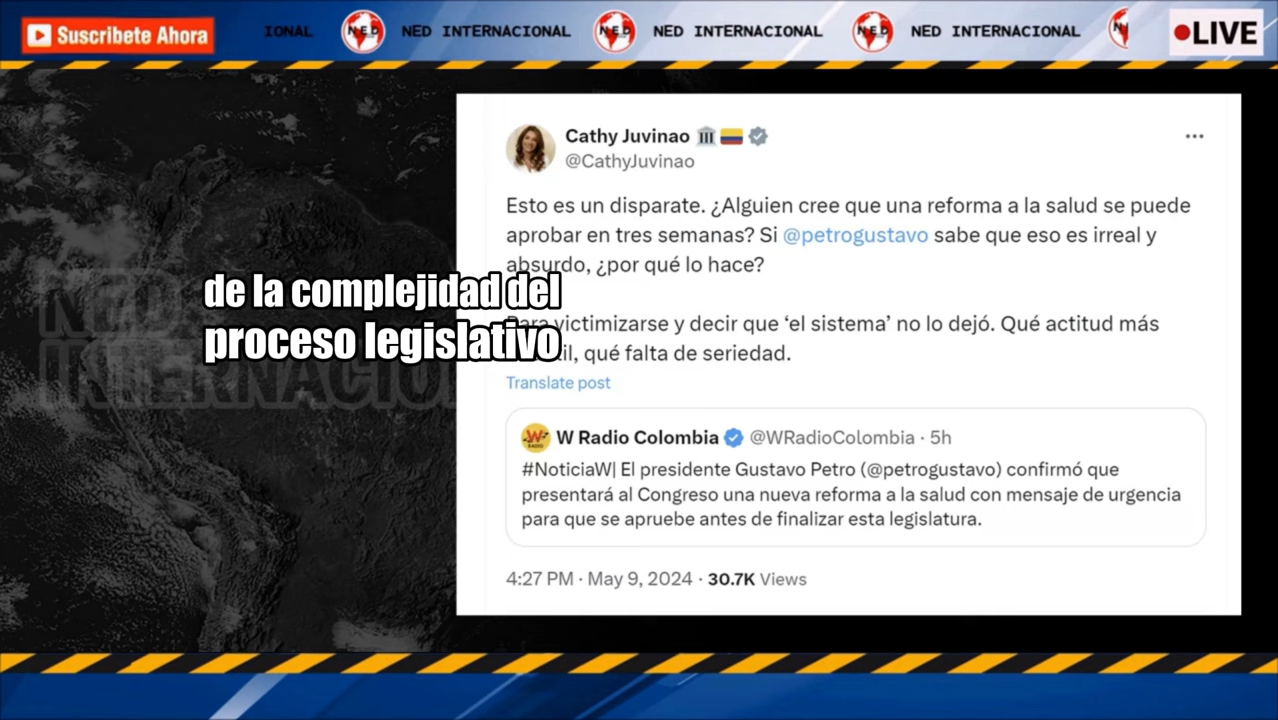 Suscribete Ahora
IONAL
NED
NED INTERNACIONAL
NED
NED INTERNACIONAL
NED
NED INTERNACIONAL
LIVE
Cathy Juvinao
@CathyJuvinao
Esto es un disparate. ¿Alguien cree que una reforma a la salud se puede
aprobar en tres semanas? Si @petrogustavo sabe que eso es irreal y
absurdo, ¿por qué lo hace?
victimizarse y decir que ‘el sistema’ no lo dejó. Qué actitud más
qué falta de seriedad.
Translate post
de la complejidad del
proceso legislativo
NED
W Radio Colombia @WRadioColombia · 5h
#NoticiaW| El presidente Gustavo Petro (@petrogustavo) confirmó que
presentará al Congreso una nueva reforma a la salud con mensaje de urgencia
para que se apruebe antes de finalizar esta legislatura.
4:27 PM · May 9, 2024 · 30.7K Views